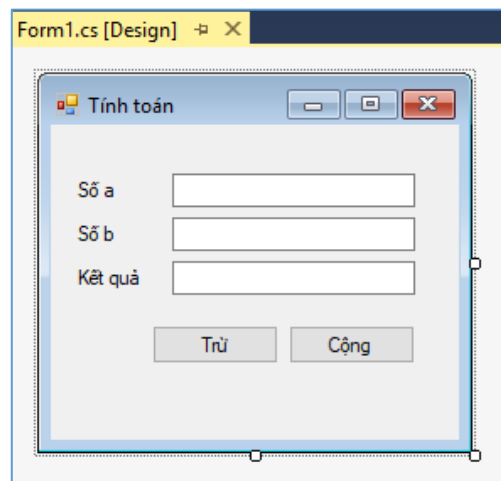 Form1.cs [Design]
Tính toán
Số a
Số b
Kết quả
Trừ Cộng